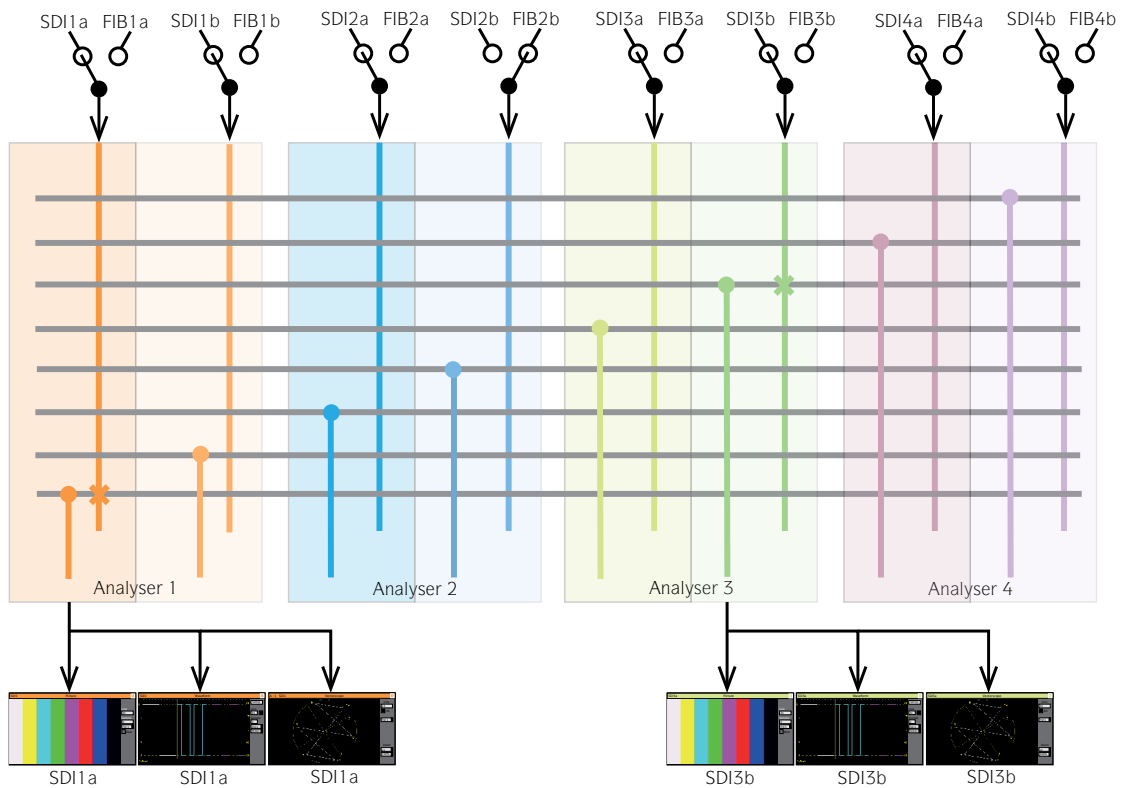 SDI1a FIB1a SDI1b FIB1b SDI2a FIB2a SDI2b FIB2b SDI3a FIB3a SDI3b FIB3b SDI4a FIB4a SDI4b FIB4b
Analyser 1 Analyser 2 Analyser 3 Analyser 4
SDI1a SDI1a SDI1a SDI3b SDI3b SDI3b